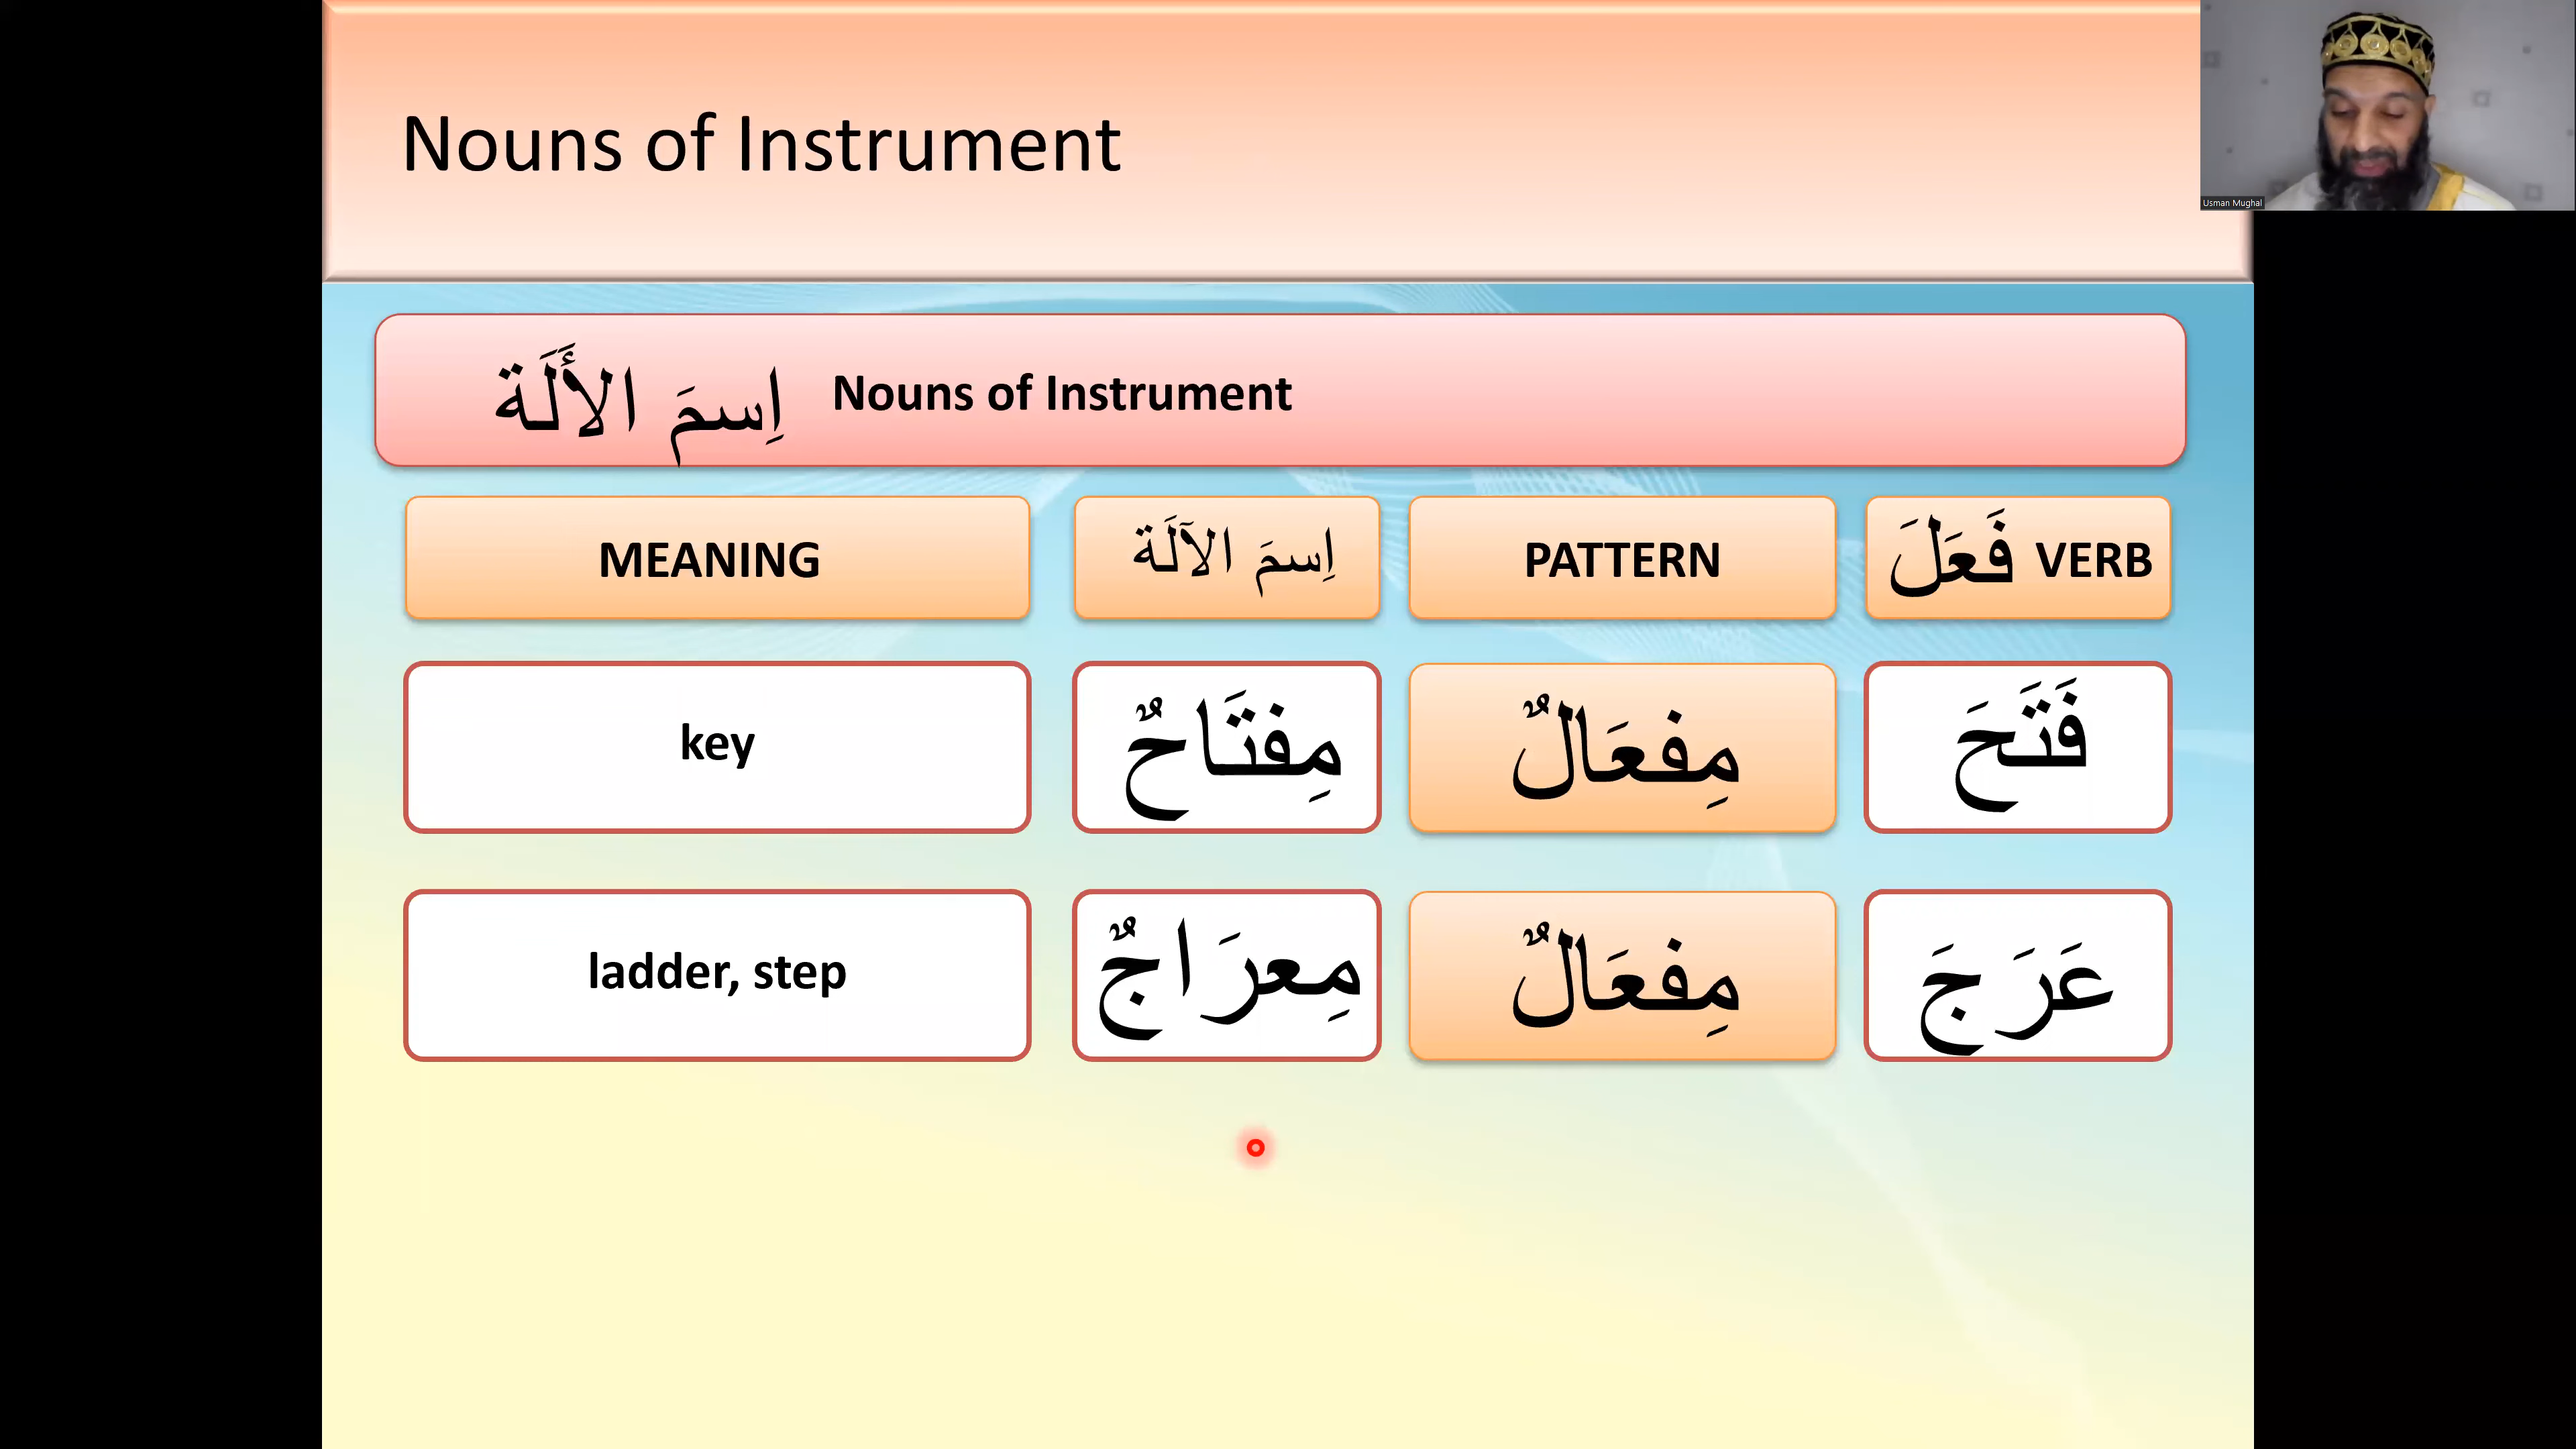 Nouns of Instrument
Usman Mughal
اِسمَ الأَلَة Nouns of Instrument
MEANING اِسمَ الآلَة PATTERN فَعَلَ VERB
key مِفتَاحٌ مِفعَالٌ فَتَحَ
ladder, step مِعرَاجٌ مِفعَالٌ عَرَجَ